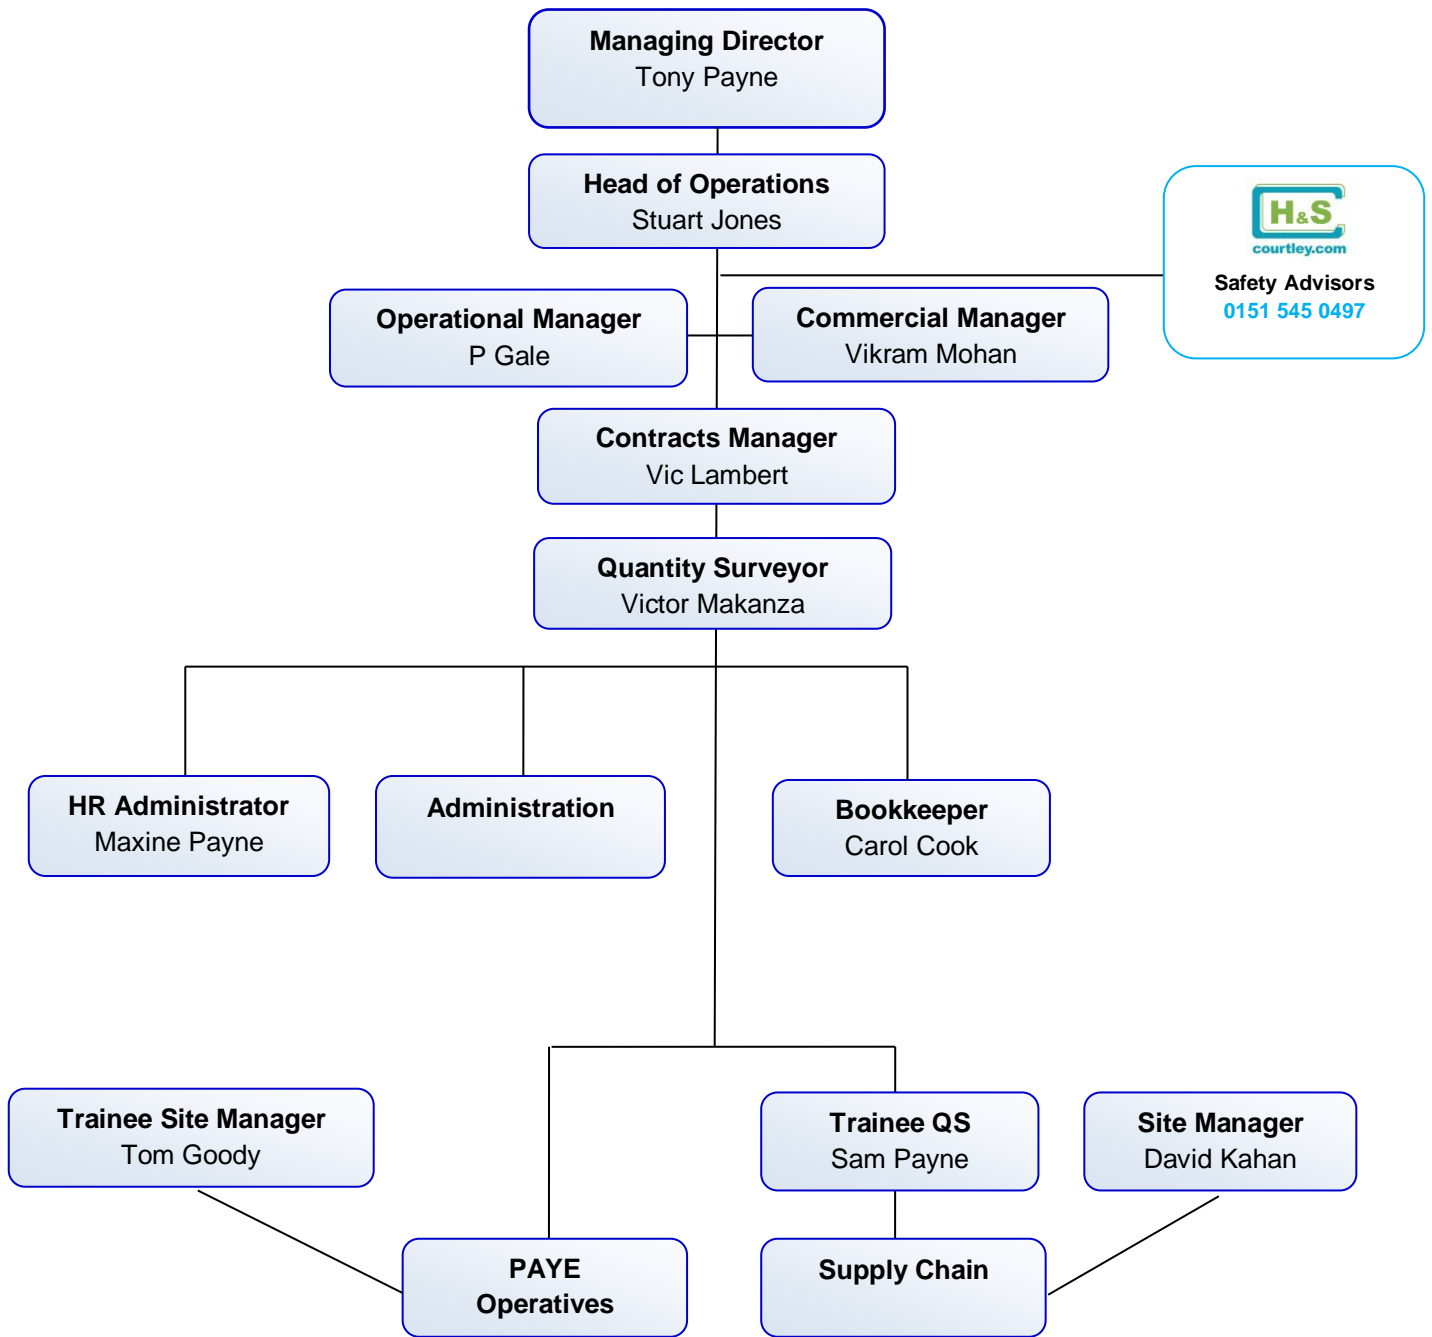 Managing Director
Tony Payne
Head of Operations
Stuart Jones
H&S
courtley.com
Safety Advisors
0151 545 0497
Operational Manager
P Gale
Commercial Manager
Vikram Mohan
Contracts Manager
Vic Lambert
Quantity Surveyor
Victor Makanza
HR Administrator
Maxine Payne
Administration
Bookkeeper
Carol Cook
Trainee Site Manager
Tom Goody
Trainee QS
Sam Payne
Site Manager
David Kahan
PAYE
Operatives
Supply Chain